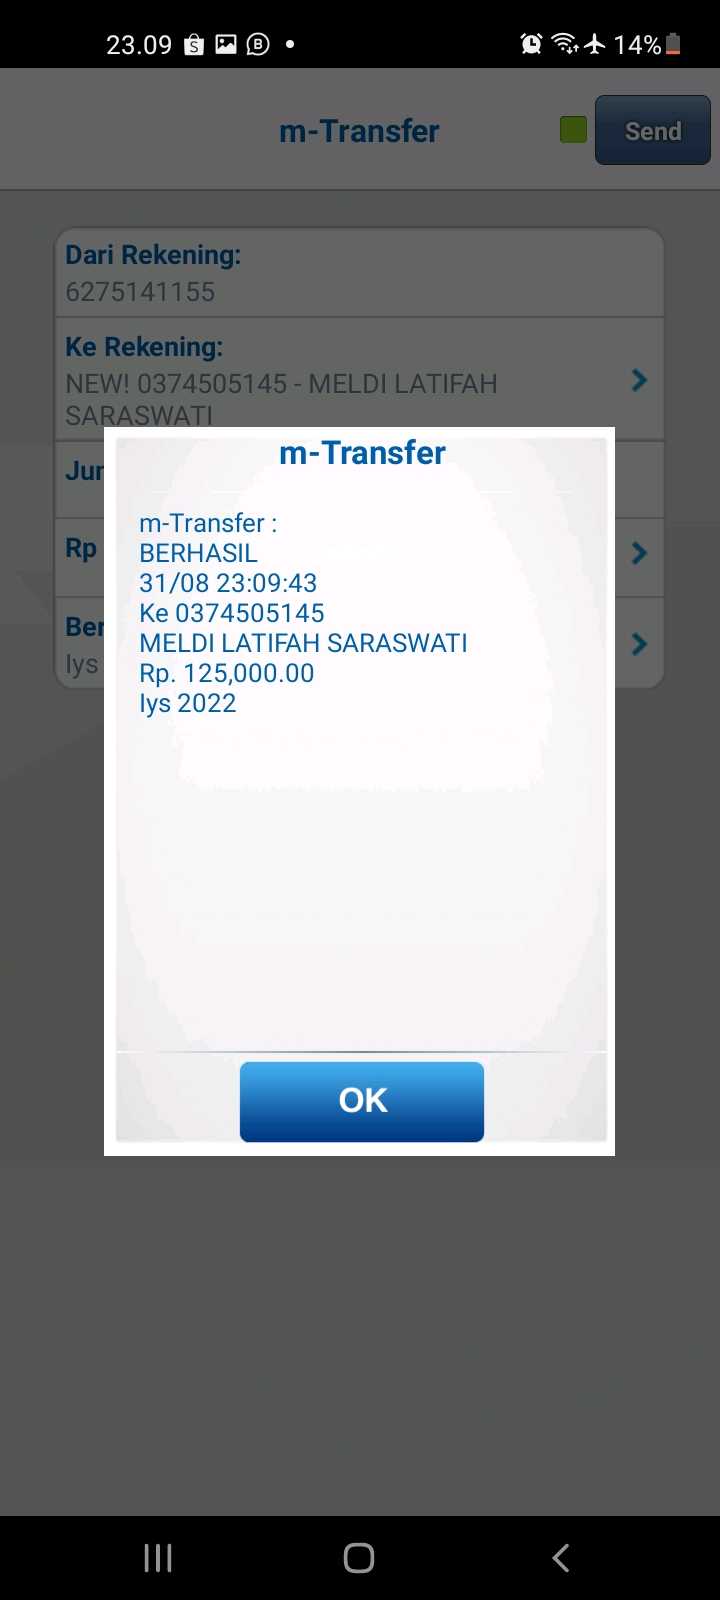 23.09
14%
m-Transfer
Send
Dari Rekening:
6275141155
Ke Rekening:
NEW! 0374505145 - MELDI LATIFAH
SARASWATI
Jur
Rp
Ber
lys
m-Transfer
m-Transfer :
BERHASIL
31/08 23:09:43
Ke 0374505145
MELDI LATIFAH SARASWATI
Rp. 125,000.00
lys 2022
OK